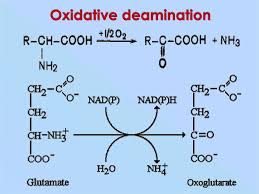 Oxidative deamination
+1/2O₂
R-CH-COOH → R-C-COOH + NH₃
NH₂ O
CH₂-C O O⁻ CH₂-C O O⁻
CH₂ NAD(P) NAD(P)H CH₂
CH-NH₃⁺ C=O
COO⁻ H₂O NH₄⁺ COO⁻
Glutamate Oxoglutarate